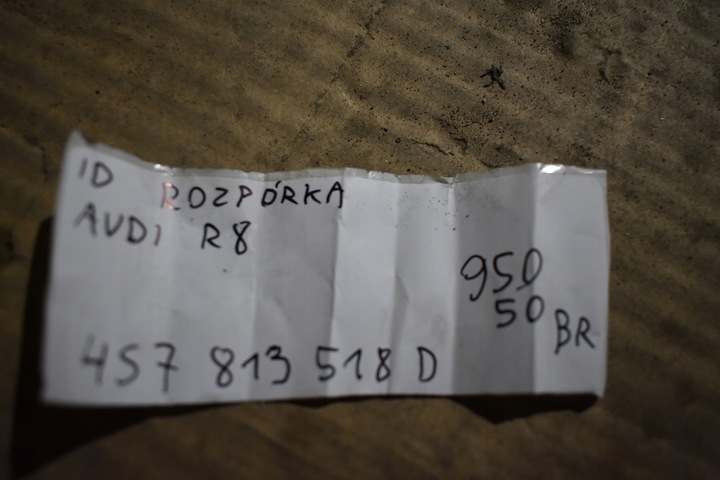 ID ROZPÓRKA
AUDI R8
950
50 BR
4S7 813 518 D